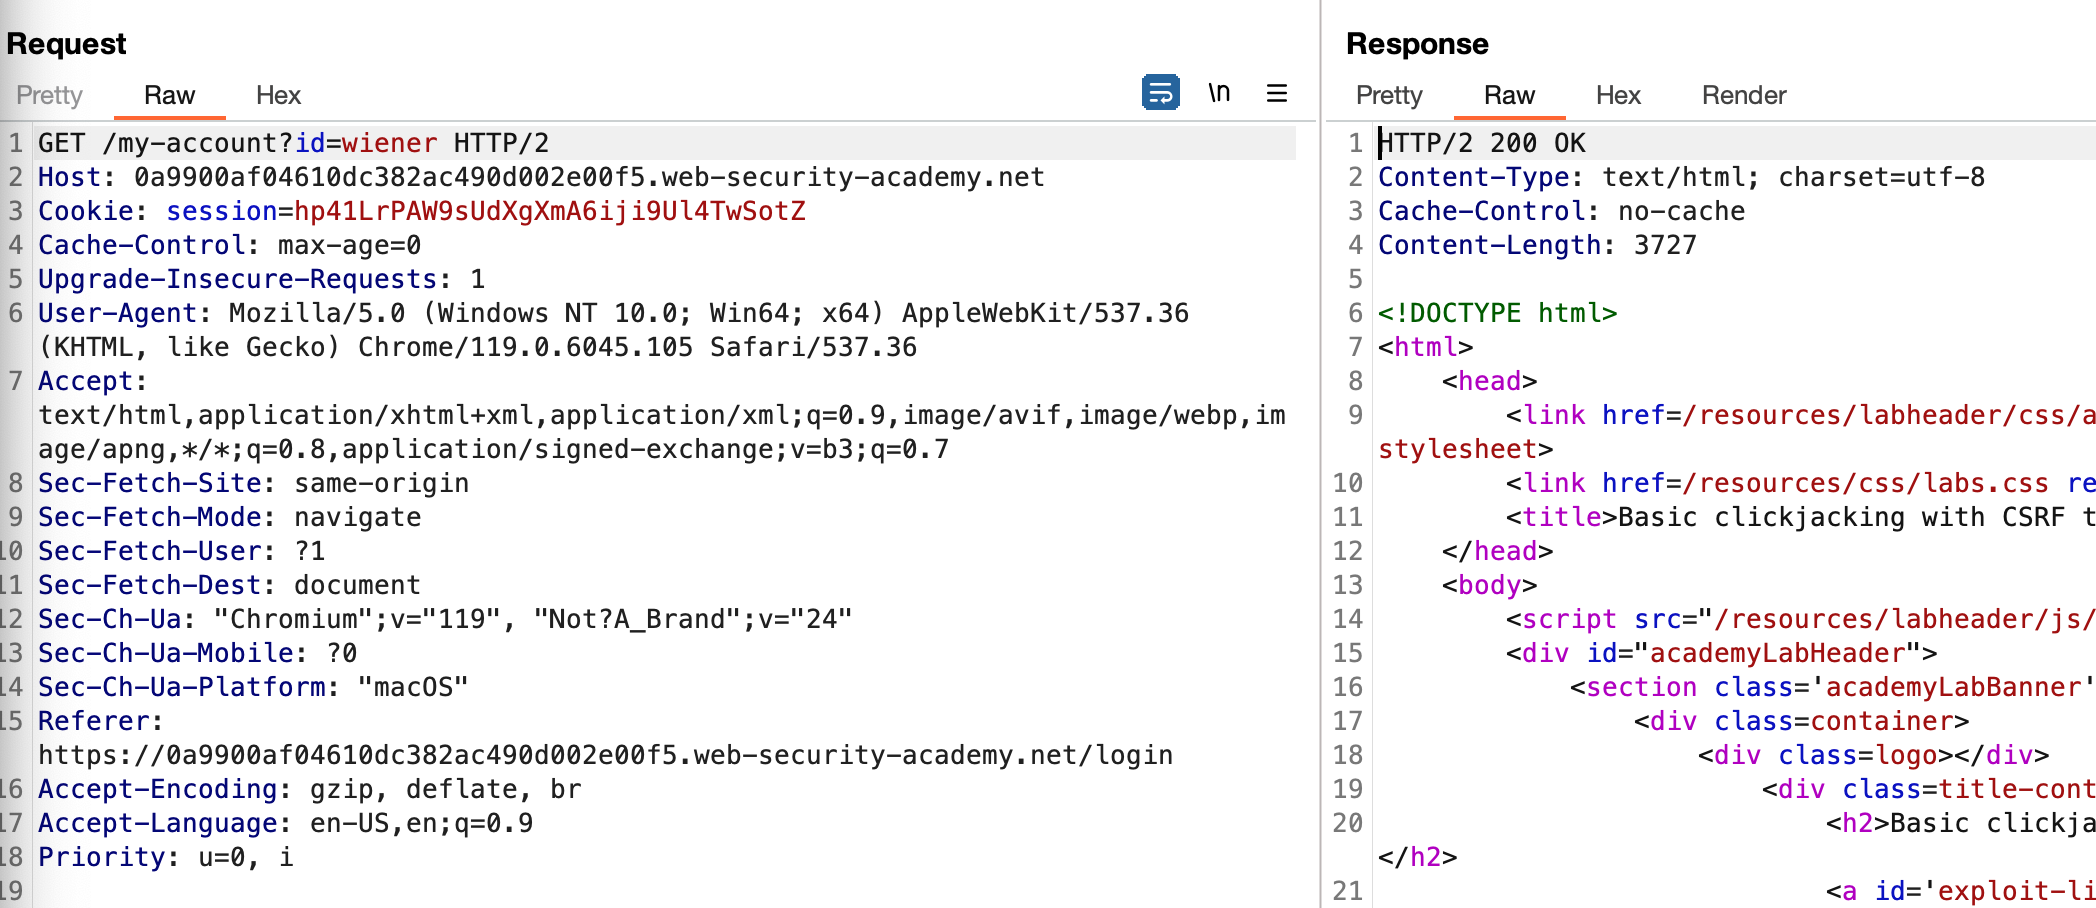 Request
Pretty Raw Hex \n
1 GET /my-account?id=wiener HTTP/2
2 Host: 0a9900af04610dc382ac490d002e00f5.web-security-academy.net
3 Cookie: session=hp41LrPAW9sUdXgXmA6iji9Ul4TwSotZ
4 Cache-Control: max-age=0
5 Upgrade-Insecure-Requests: 1
6 User-Agent: Mozilla/5.0 (Windows NT 10.0; Win64; x64) AppleWebKit/537.36
(KHTML, like Gecko) Chrome/119.0.6045.105 Safari/537.36
7 Accept:
text/html,application/xhtml+xml,application/xml;q=0.9,image/avif,image/webp,im
age/apng,*/*;q=0.8,application/signed-exchange;v=b3;q=0.7
8 Sec-Fetch-Site: same-origin
9 Sec-Fetch-Mode: navigate
10 Sec-Fetch-User: ?1
11 Sec-Fetch-Dest: document
12 Sec-Ch-Ua: "Chromium";v="119", "Not?A_Brand";v="24"
13 Sec-Ch-Ua-Mobile: ?0
14 Sec-Ch-Ua-Platform: "macOS"
15 Referer:
https://0a9900af04610dc382ac490d002e00f5.web-security-academy.net/login
16 Accept-Encoding: gzip, deflate, br
17 Accept-Language: en-US,en;q=0.9
18 Priority: u=0, i
19
Response
Pretty Raw Hex Render
1 HTTP/2 200 OK
2 Content-Type: text/html; charset=utf-8
3 Cache-Control: no-cache
4 Content-Length: 3727
5
6 <!DOCTYPE html>
7 <html>
8 <head>
9 <link href=/resources/labheader/css/a
stylesheet>
10 <link href=/resources/css/labs.css re
11 <title>Basic clickjacking with CSRF t
12 </head>
13 <body>
14 <script src="/resources/labheader/js/
15 <div id="academyLabHeader">
16 <section class='academyLabBanner'
17 <div class=container>
18 <div class=logo></div>
19 <div class=title-cont
20 <h2>Basic clickja
</h2>
21 <a id='exploit-li